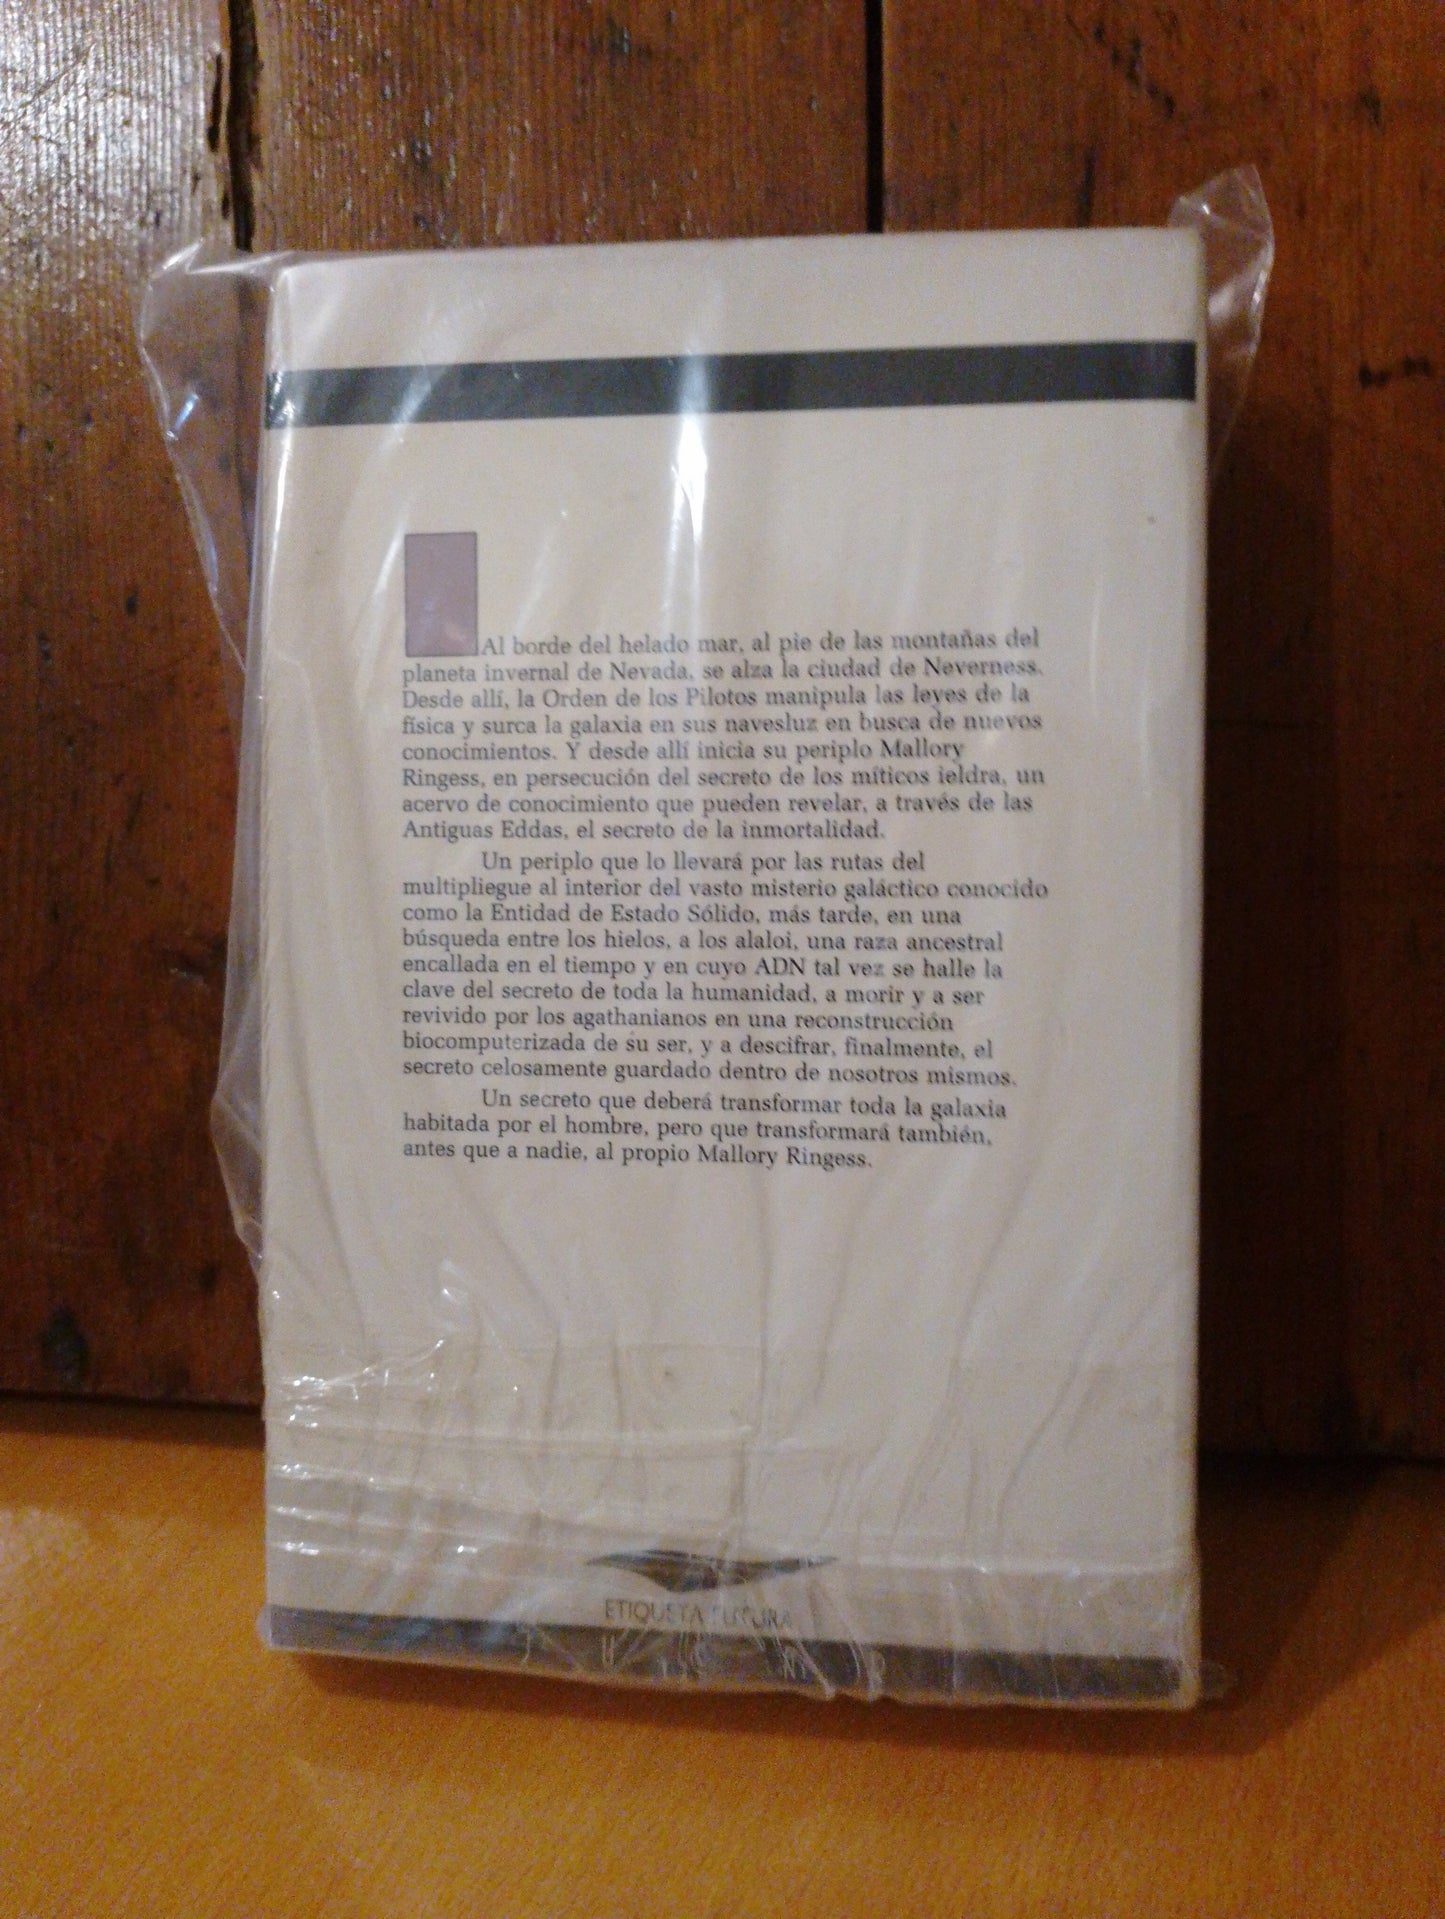 Al borde del helado mar, al pie de las montañas del
planeta invernal de Nevada, se alza la ciudad de Neverness.
Desde allí, la Orden de los Pilotos manipula las leyes de la
física y surca la galaxia en sus navesluz en busca de nuevos
conocimientos. Y desde allí inicia su periplo Mallory
Ringess, en persecución del secreto de los míticos ieldra, un
acervo de conocimiento que pueden revelar, a través de las
Antiguas Eddas, el secreto de la inmortalidad.
Un periplo que lo llevará por las rutas del
multipliegue al interior del vasto misterio galáctico conocido
como la Entidad de Estado Sólido, más tarde, en una
búsqueda entre los hielos, a los alaloi, una raza ancestral
encallada en el tiempo y en cuyo ADN tal vez se halle la
clave del secreto de toda la humanidad, a morir y a ser
revivido por los agathanianos en una reconstrucción
biocomputerizada de su ser, y a descifrar, finalmente, el
secreto celosamente guardado dentro de nosotros mismos.
Un secreto que deberá transformar toda la galaxia
habitada por el hombre, pero que transformará también,
antes que a nadie, al propio Mallory Ringess.
ETIQUETA FUTURA